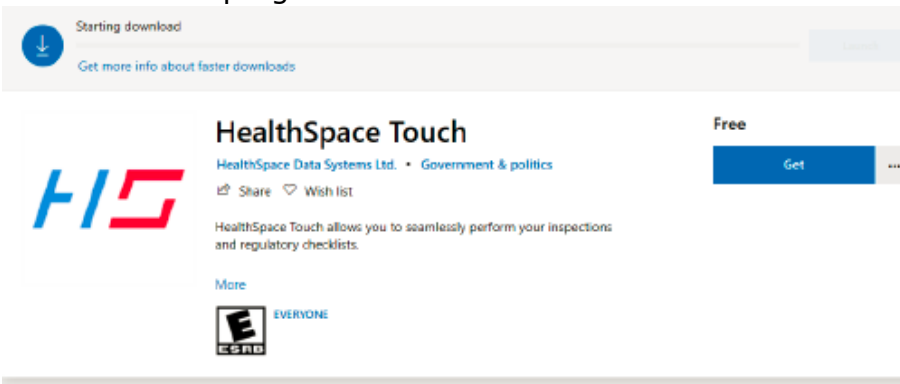 Starting download
Get more info about faster downloads
HealthSpace Touch
Free
HealthSpace Data Systems Ltd. • Government & politics
Get
...
Share Wish list
HS
HealthSpace Touch allows you to seamlessly perform your inspections
and regulatory checklists.
More
E
EVERYONE
ESRB